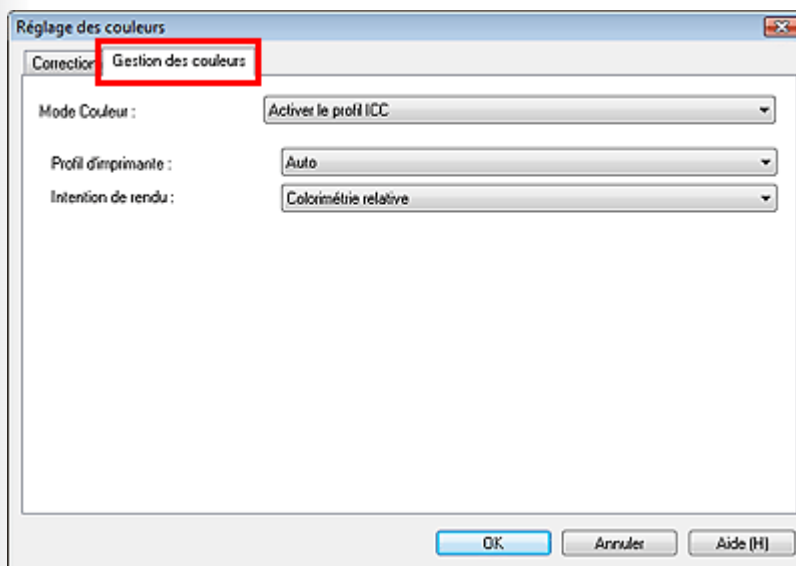 Réglage des couleurs
Correction Gestion des couleurs
Mode Couleur : Activer le profil ICC
Profil d'imprimante : Auto
Intention de rendu : Colorimétrie relative
OK Annuler Aide (H)